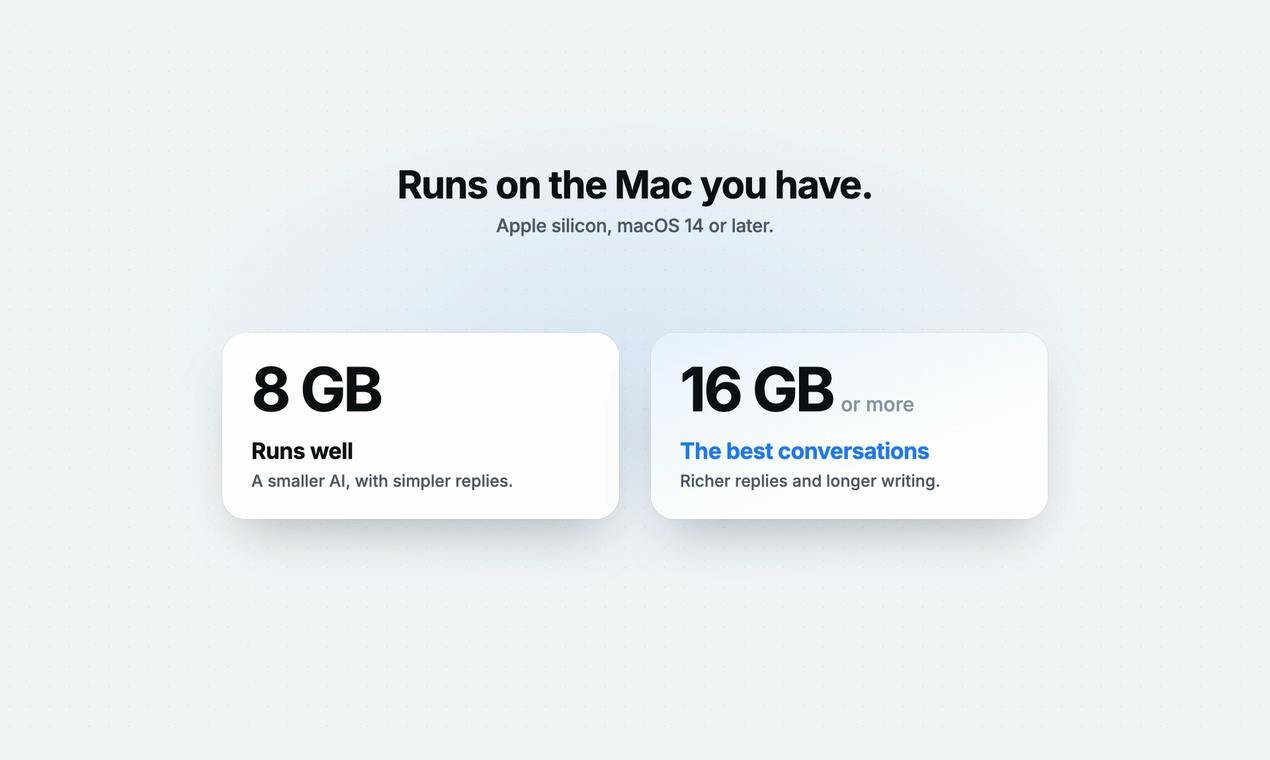 Runs on the Mac you have.
Apple silicon, macOS 14 or later.
8 GB
Runs well
A smaller AI, with simpler replies.
16 GB or more
The best conversations
Richer replies and longer writing.